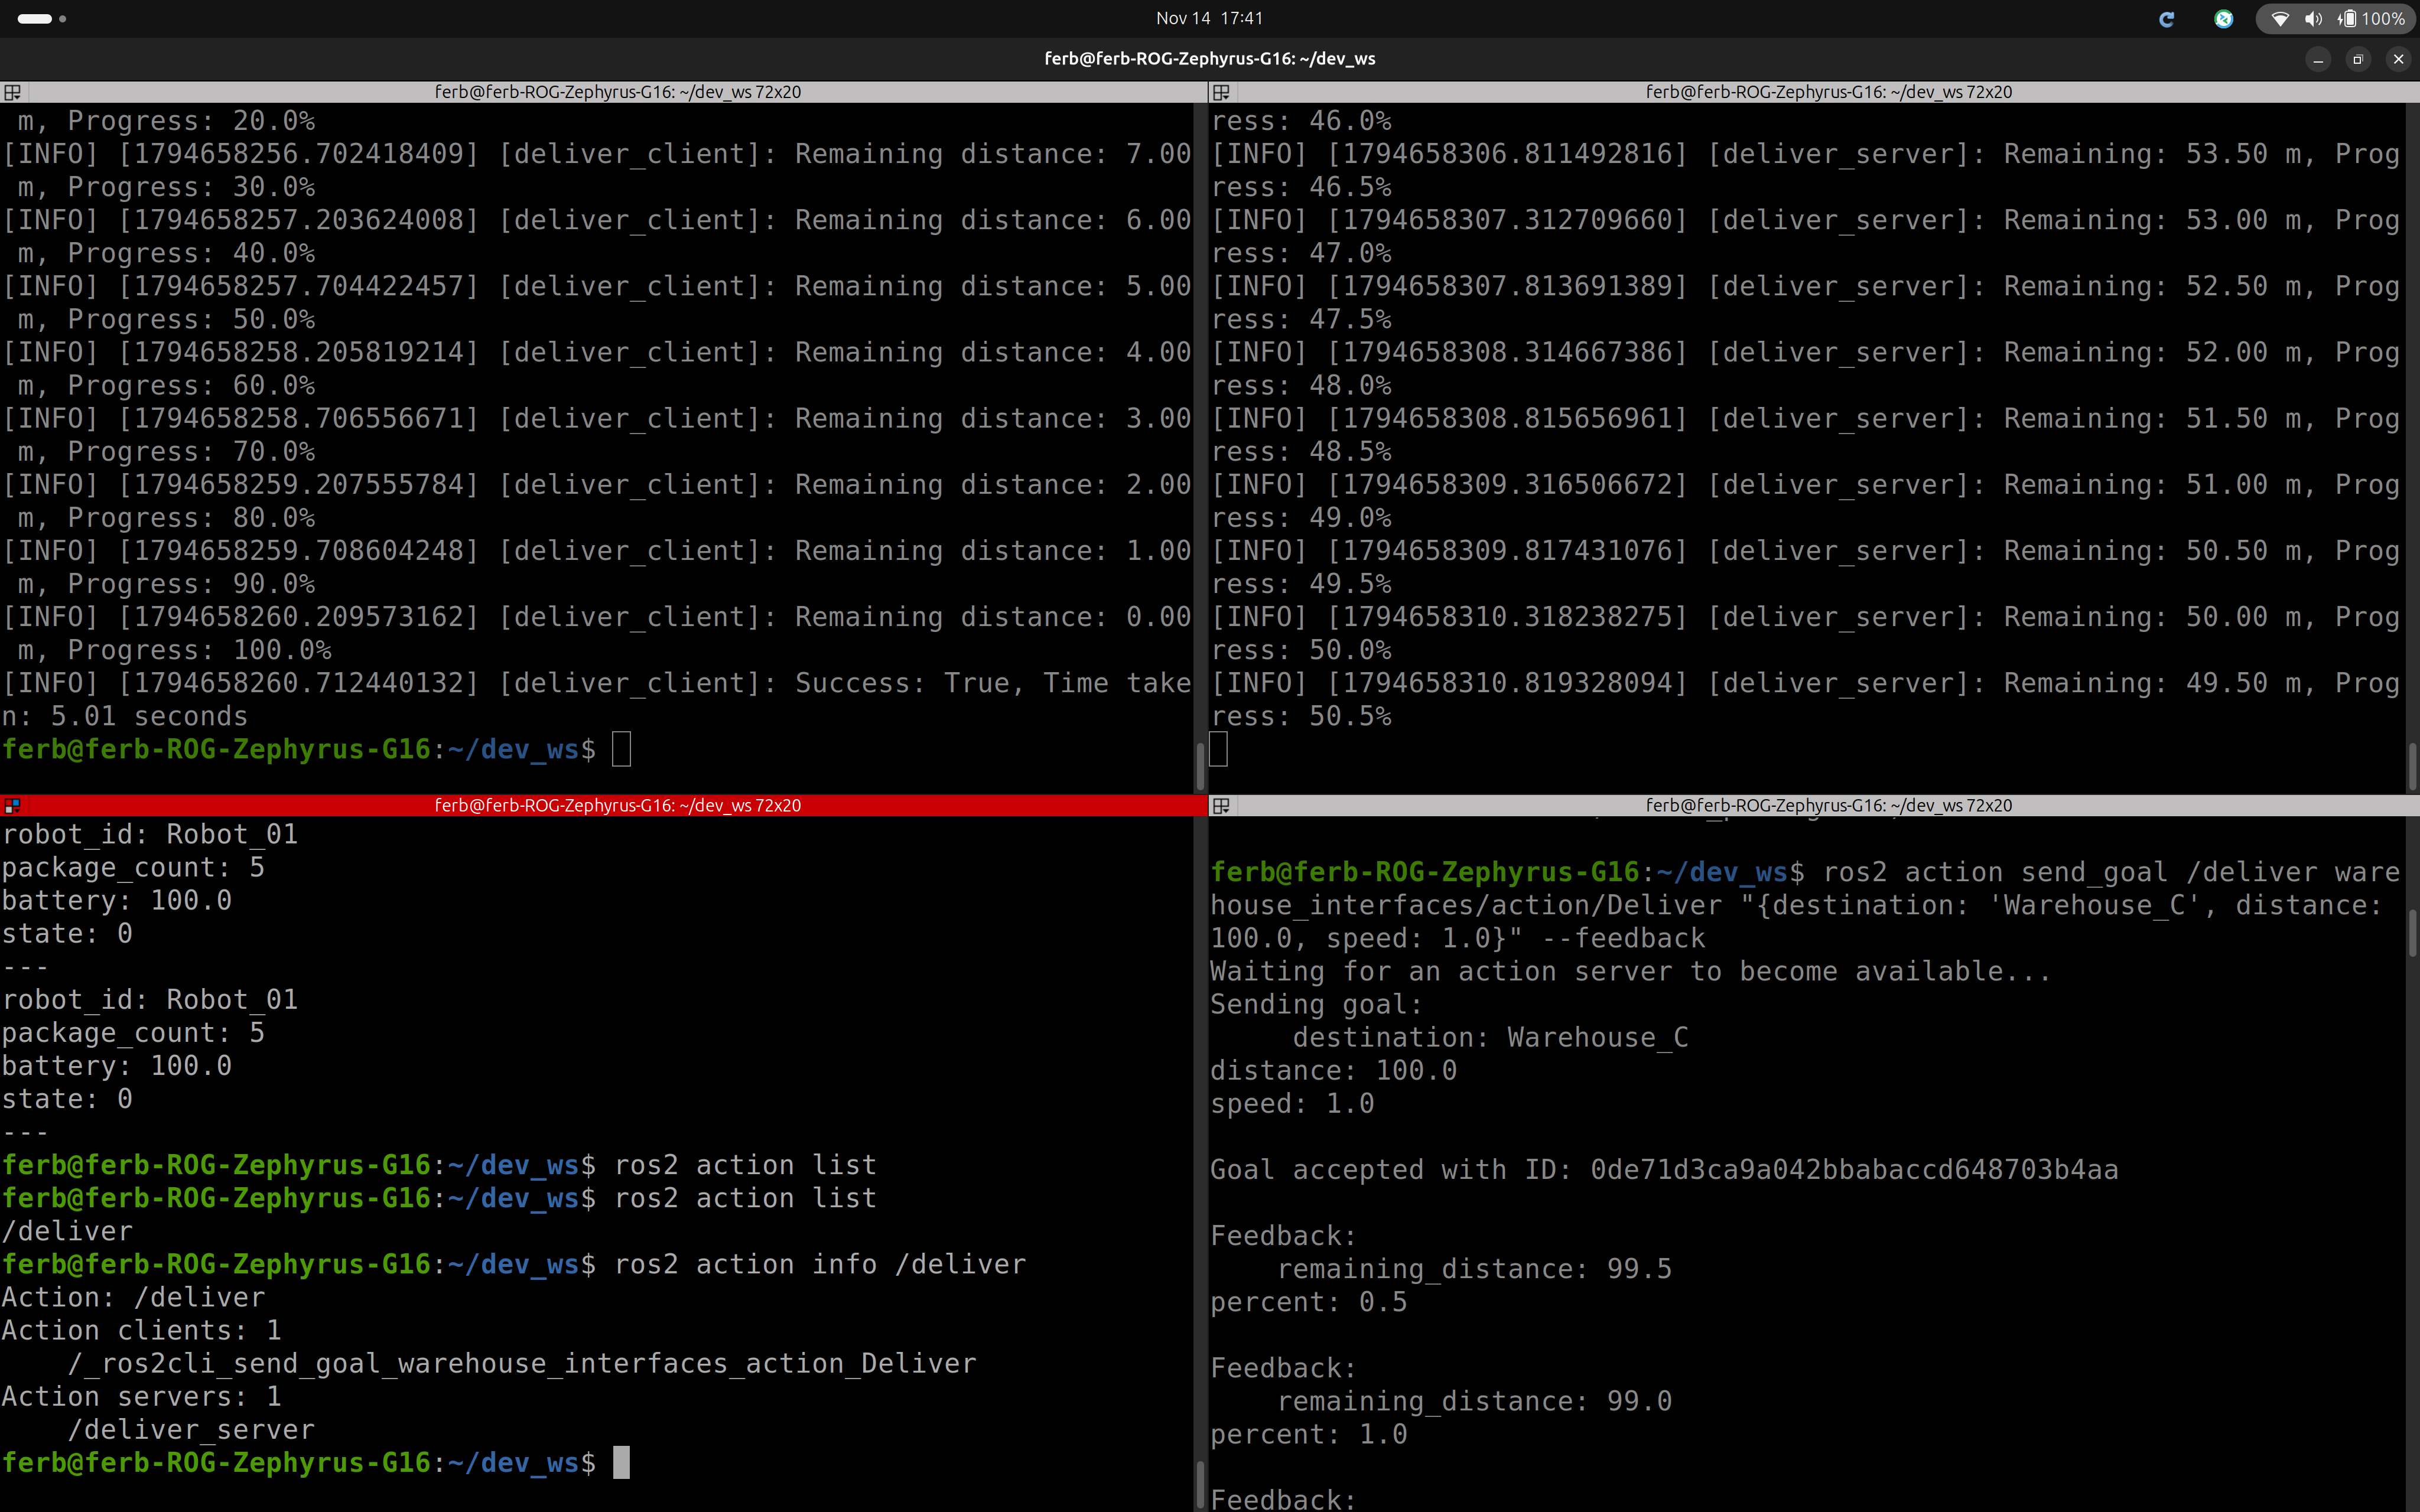 Nov 14 17:41
100%
ferb@ferb-ROG-Zephyrus-G16: ~/dev_ws
ferb@ferb-ROG-Zephyrus-G16: ~/dev_ws 72x20
 m, Progress: 20.0%
[INFO] [1794658256.702418409] [deliver_client]: Remaining distance: 7.00
 m, Progress: 30.0%
[INFO] [1794658257.203624008] [deliver_client]: Remaining distance: 6.00
 m, Progress: 40.0%
[INFO] [1794658257.704422457] [deliver_client]: Remaining distance: 5.00
 m, Progress: 50.0%
[INFO] [1794658258.205819214] [deliver_client]: Remaining distance: 4.00
 m, Progress: 60.0%
[INFO] [1794658258.706556671] [deliver_client]: Remaining distance: 3.00
 m, Progress: 70.0%
[INFO] [1794658259.207555784] [deliver_client]: Remaining distance: 2.00
 m, Progress: 80.0%
[INFO] [1794658259.708604248] [deliver_client]: Remaining distance: 1.00
 m, Progress: 90.0%
[INFO] [1794658260.209573162] [deliver_client]: Remaining distance: 0.00
 m, Progress: 100.0%
[INFO] [1794658260.712440132] [deliver_client]: Success: True, Time take
n: 5.01 seconds
ferb@ferb-ROG-Zephyrus-G16:~/dev_ws$
ferb@ferb-ROG-Zephyrus-G16: ~/dev_ws 72x20
ress: 46.0%
[INFO] [1794658306.811492816] [deliver_server]: Remaining: 53.50 m, Prog
ress: 46.5%
[INFO] [1794658307.312709660] [deliver_server]: Remaining: 53.00 m, Prog
ress: 47.0%
[INFO] [1794658307.813691389] [deliver_server]: Remaining: 52.50 m, Prog
ress: 47.5%
[INFO] [1794658308.314667386] [deliver_server]: Remaining: 52.00 m, Prog
ress: 48.0%
[INFO] [1794658308.815656961] [deliver_server]: Remaining: 51.50 m, Prog
ress: 48.5%
[INFO] [1794658309.316506672] [deliver_server]: Remaining: 51.00 m, Prog
ress: 49.0%
[INFO] [1794658309.817431076] [deliver_server]: Remaining: 50.50 m, Prog
ress: 49.5%
[INFO] [1794658310.318238275] [deliver_server]: Remaining: 50.00 m, Prog
ress: 50.0%
[INFO] [1794658310.819328094] [deliver_server]: Remaining: 49.50 m, Prog
ress: 50.5%
ferb@ferb-ROG-Zephyrus-G16: ~/dev_ws 72x20
robot_id: Robot_01
package_count: 5
battery: 100.0
state: 0
---
robot_id: Robot_01
package_count: 5
battery: 100.0
state: 0
---
ferb@ferb-ROG-Zephyrus-G16:~/dev_ws$ ros2 action list
ferb@ferb-ROG-Zephyrus-G16:~/dev_ws$ ros2 action list
/deliver
ferb@ferb-ROG-Zephyrus-G16:~/dev_ws$ ros2 action info /deliver
Action: /deliver
Action clients: 1
    /_ros2cli_send_goal_warehouse_interfaces_action_Deliver
Action servers: 1
    /deliver_server
ferb@ferb-ROG-Zephyrus-G16:~/dev_ws$
ferb@ferb-ROG-Zephyrus-G16: ~/dev_ws 72x20
ferb@ferb-ROG-Zephyrus-G16:~/dev_ws$ ros2 action send_goal /deliver ware
house_interfaces/action/Deliver "{destination: 'Warehouse_C', distance:
100.0, speed: 1.0}" --feedback
Waiting for an action server to become available...
Sending goal:
     destination: Warehouse_C
distance: 100.0
speed: 1.0
Goal accepted with ID: 0de71d3ca9a042bbabaccd648703b4aa
Feedback:
    remaining_distance: 99.5
percent: 0.5
Feedback:
    remaining_distance: 99.0
percent: 1.0
Feedback: